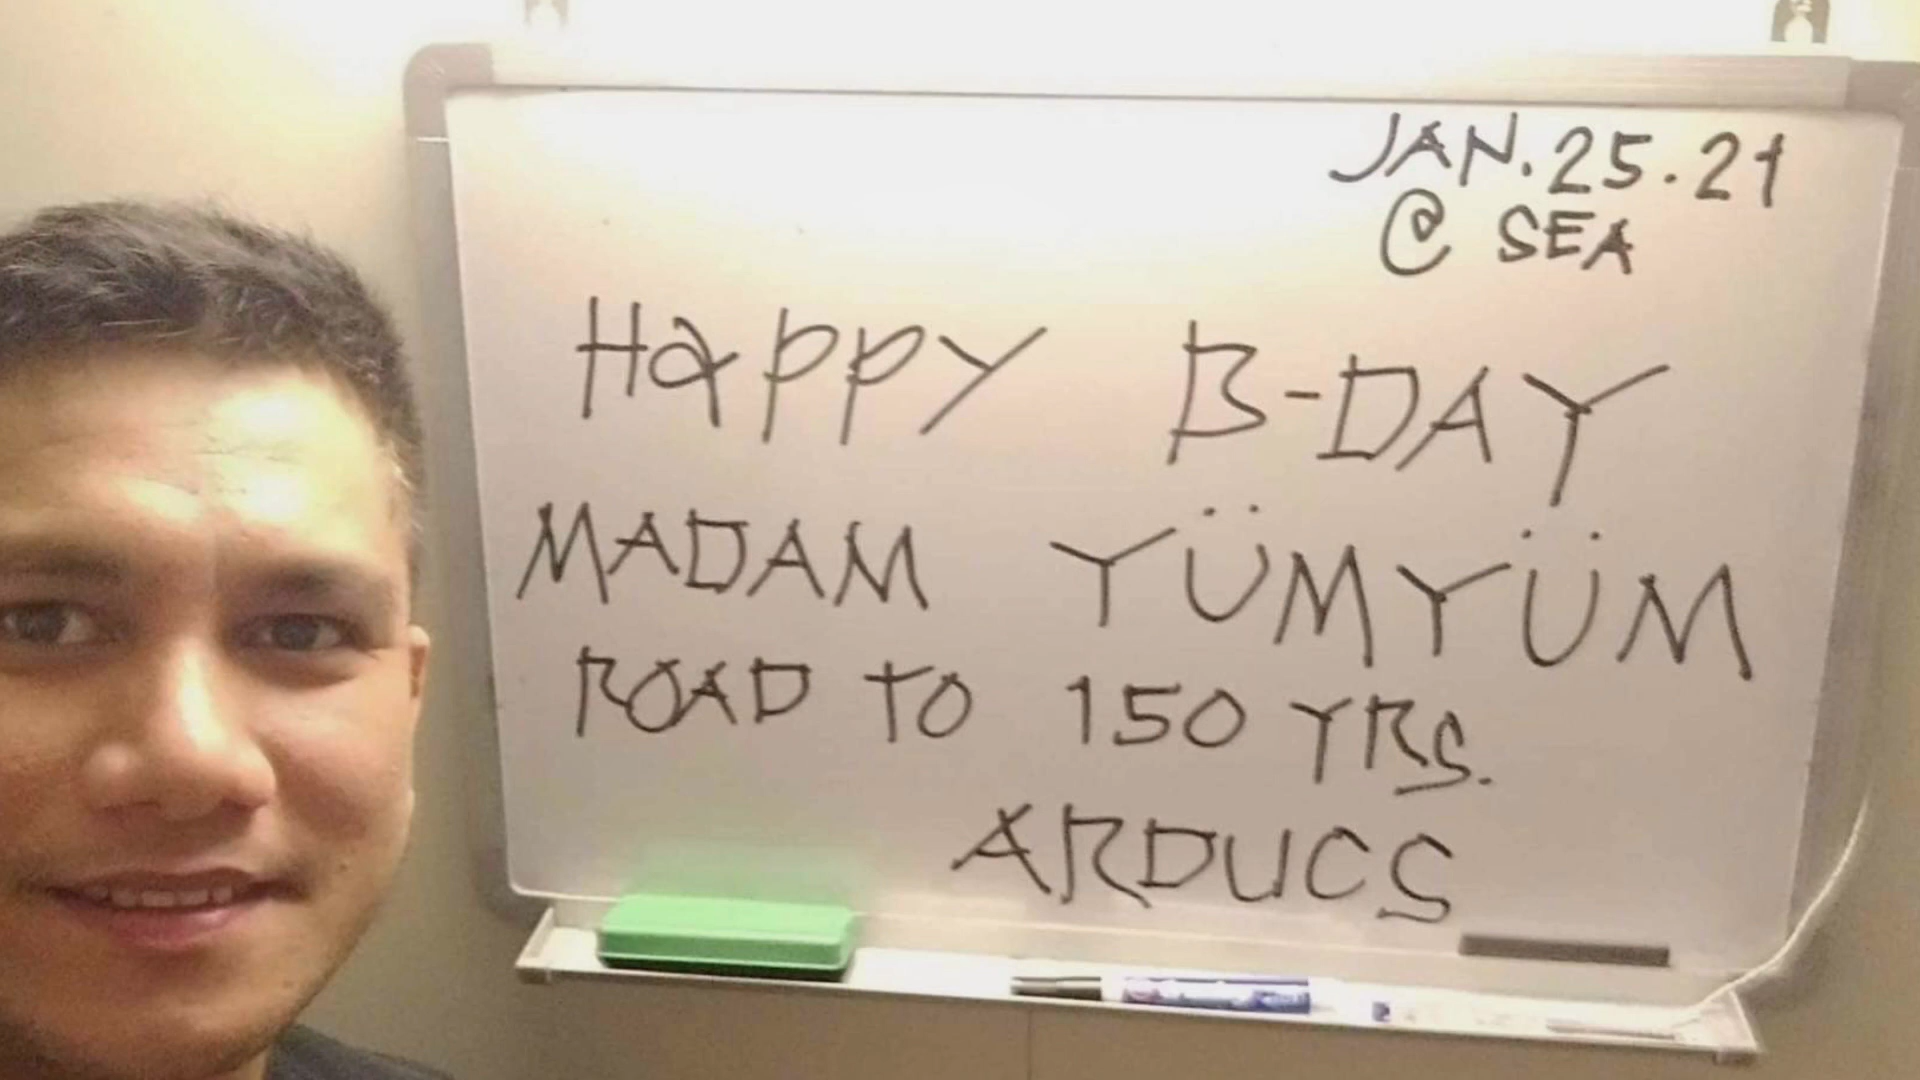 JAN.25.21
@ SEA
HAPPY B-DAY
MADAM YÜMYÜM
ROAD TO 150 YRS.
ARDUCS